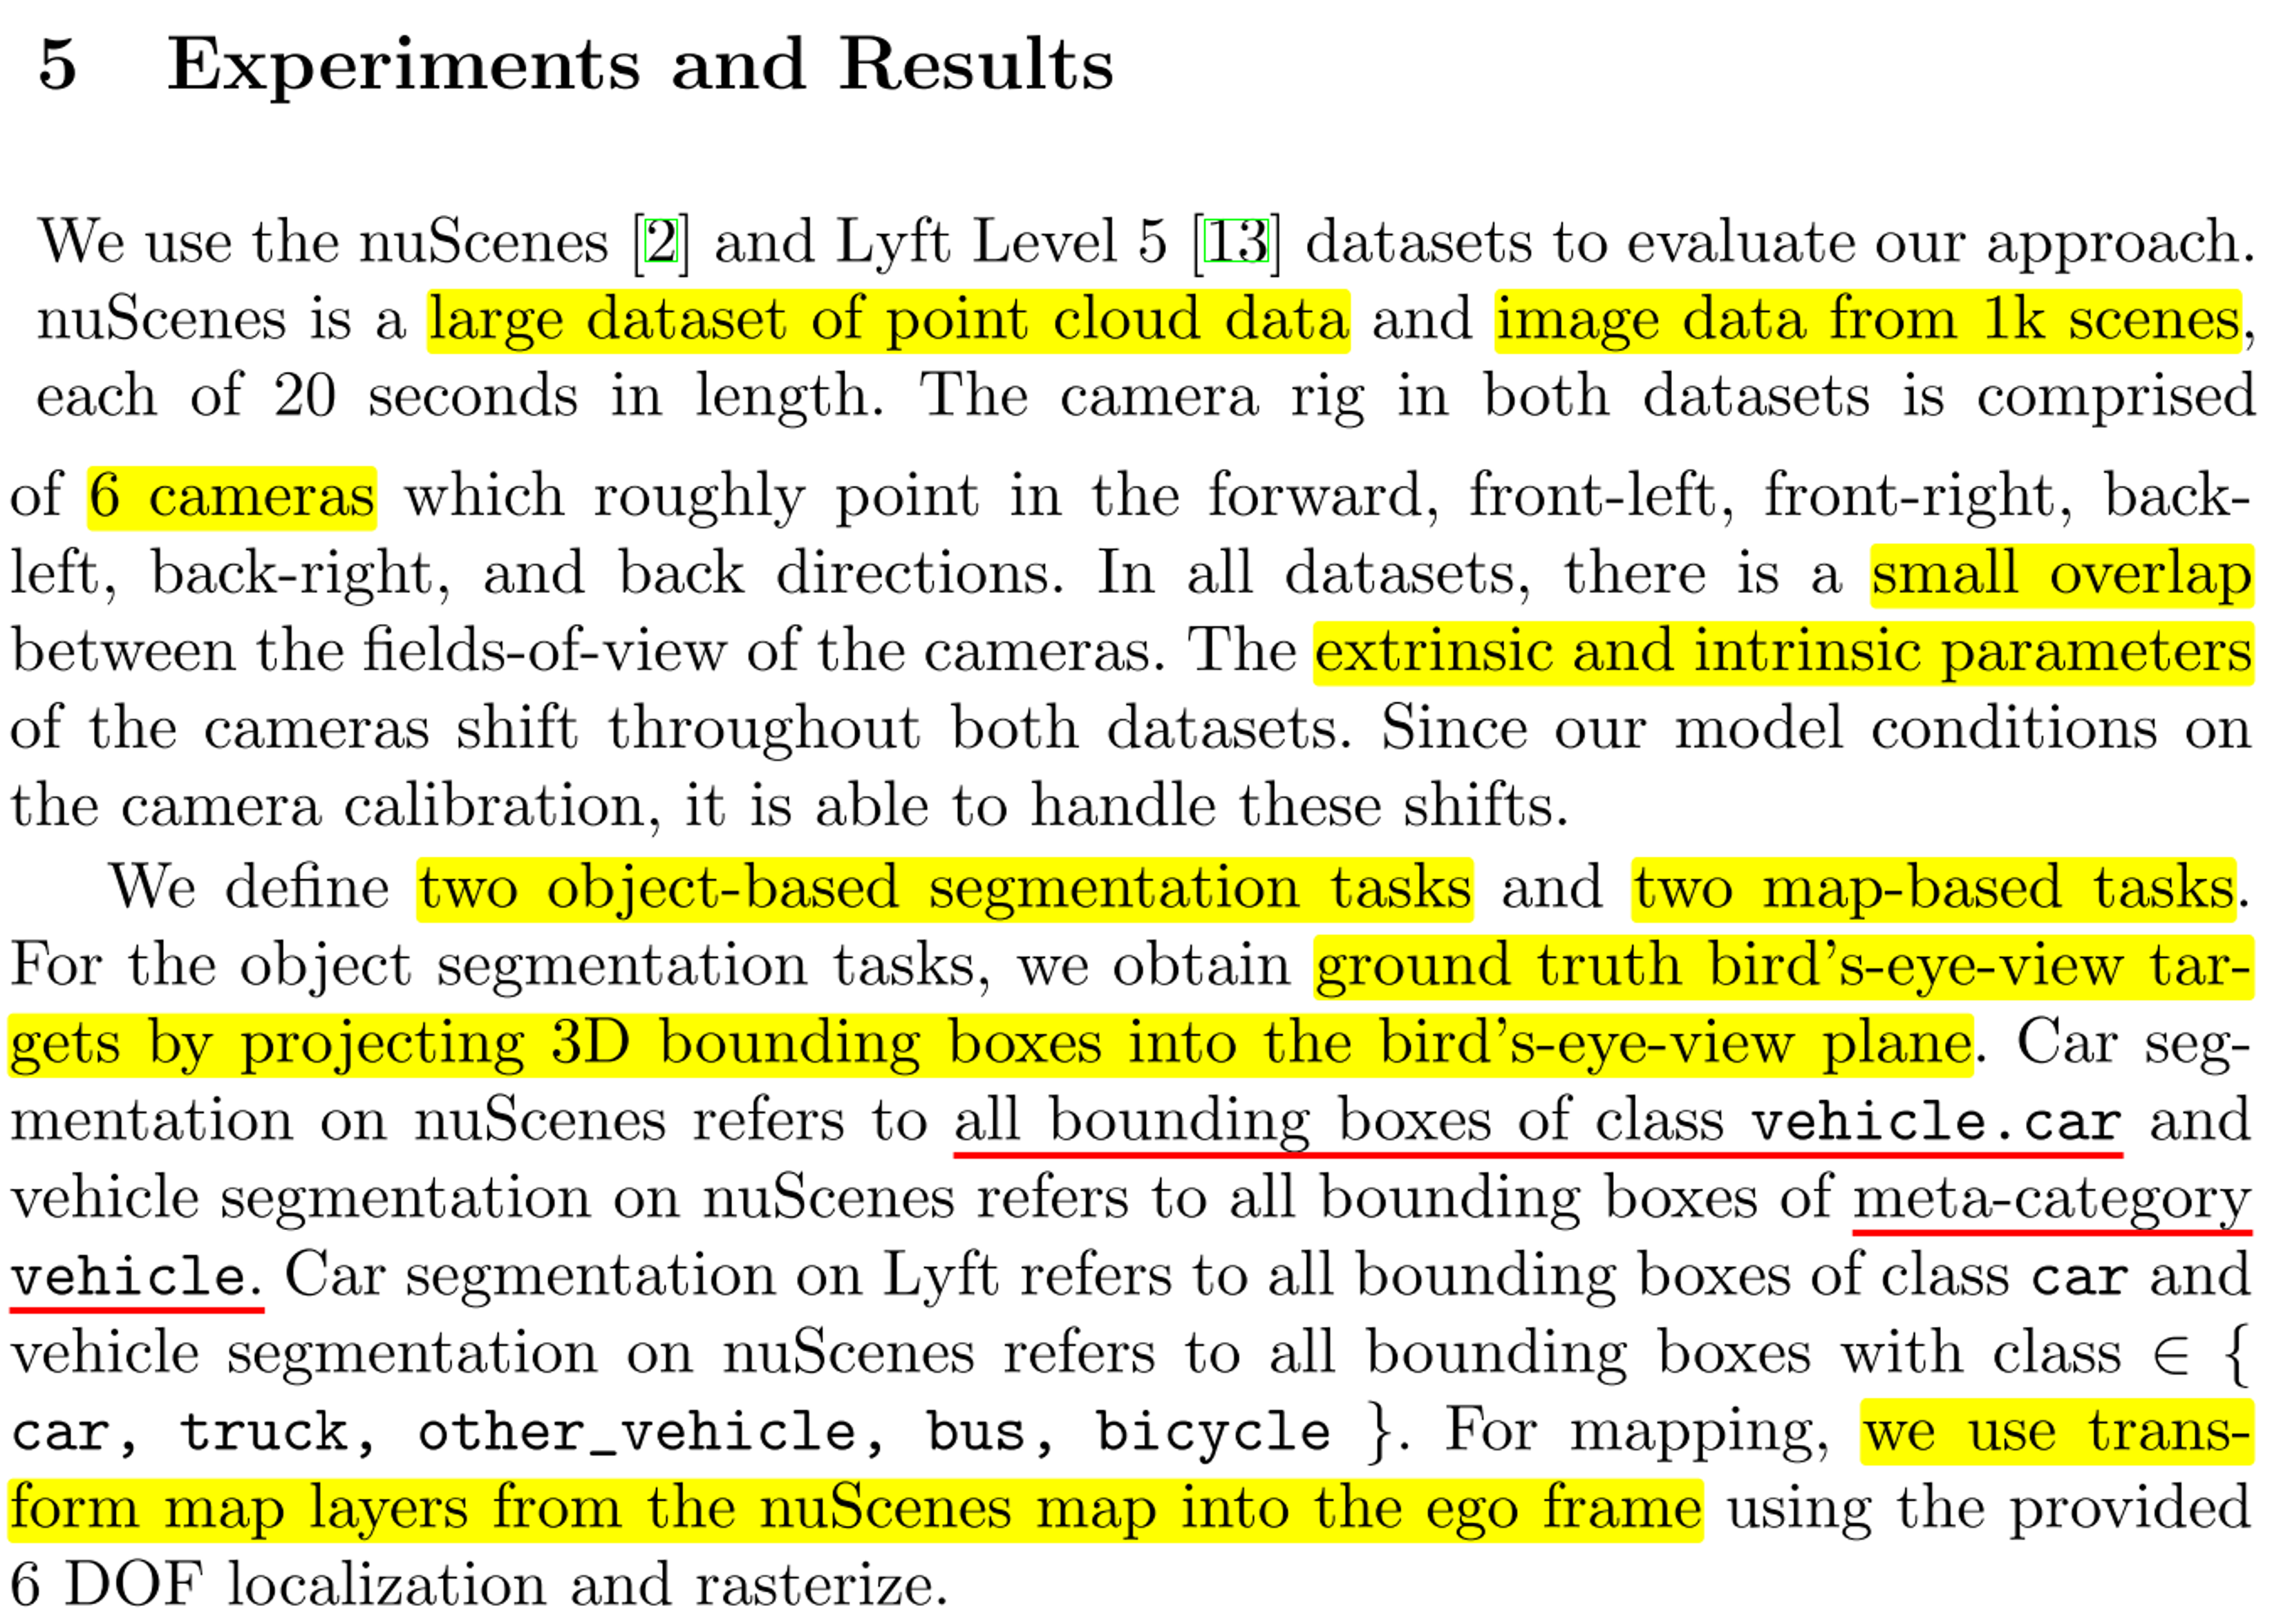 5 Experiments and Results
We use the nuScenes [2] and Lyft Level 5 [13] datasets to evaluate our approach.
nuScenes is a large dataset of point cloud data and image data from 1k scenes,
each of 20 seconds in length. The camera rig in both datasets is comprised
of 6 cameras which roughly point in the forward, front-left, front-right, back-
left, back-right, and back directions. In all datasets, there is a small overlap
between the fields-of-view of the cameras. The extrinsic and intrinsic parameters
of the cameras shift throughout both datasets. Since our model conditions on
the camera calibration, it is able to handle these shifts.
We define two object-based segmentation tasks and two map-based tasks.
For the object segmentation tasks, we obtain ground truth bird's-eye-view tar-
gets by projecting 3D bounding boxes into the bird's-eye-view plane. Car seg-
mentation on nuScenes refers to all bounding boxes of class vehicle.car and
vehicle segmentation on nuScenes refers to all bounding boxes of meta-category
vehicle. Car segmentation on Lyft refers to all bounding boxes of class car and
vehicle segmentation on nuScenes refers to all bounding boxes with class ∈ {
car, truck, other_vehicle, bus, bicycle }. For mapping, we use trans-
form map layers from the nuScenes map into the ego frame using the provided
6 DOF localization and rasterize.